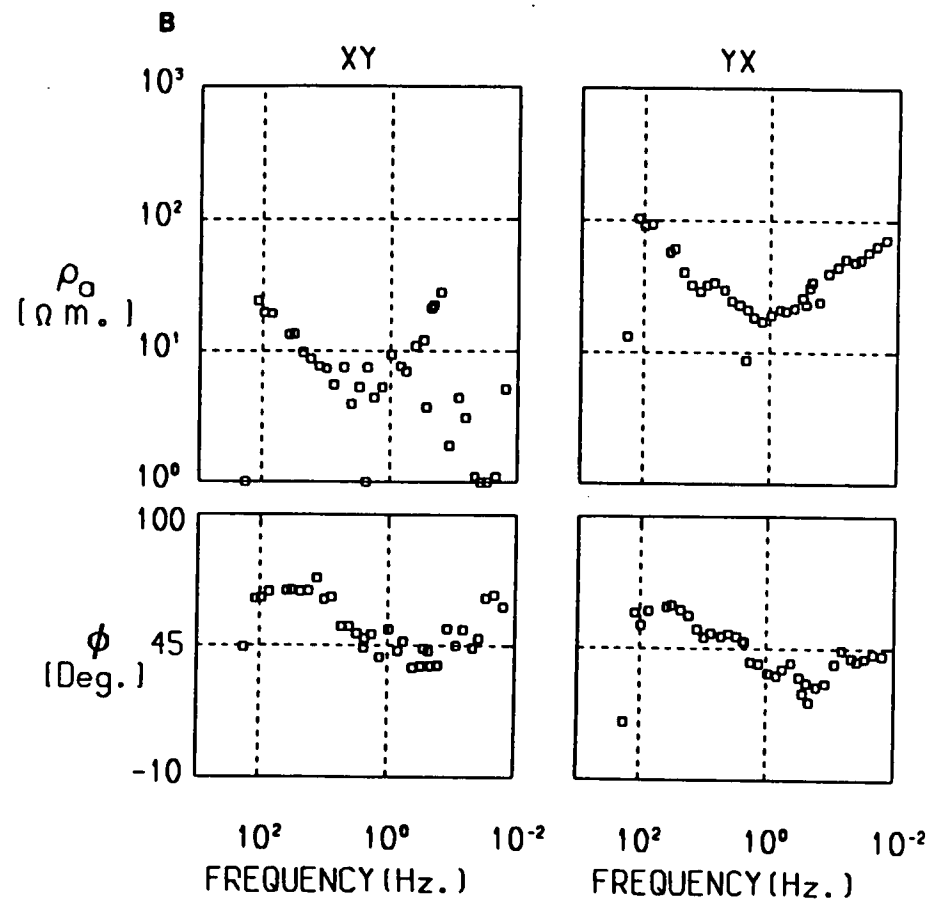 B
XY YX
10³
10²
ρa
(Ω m.)
10¹
10⁰
100
φ
45
(Deg.)
-10
10² 10⁰ 10⁻² 10² 10⁰ 10⁻²
FREQUENCY(Hz.) FREQUENCY(Hz.)